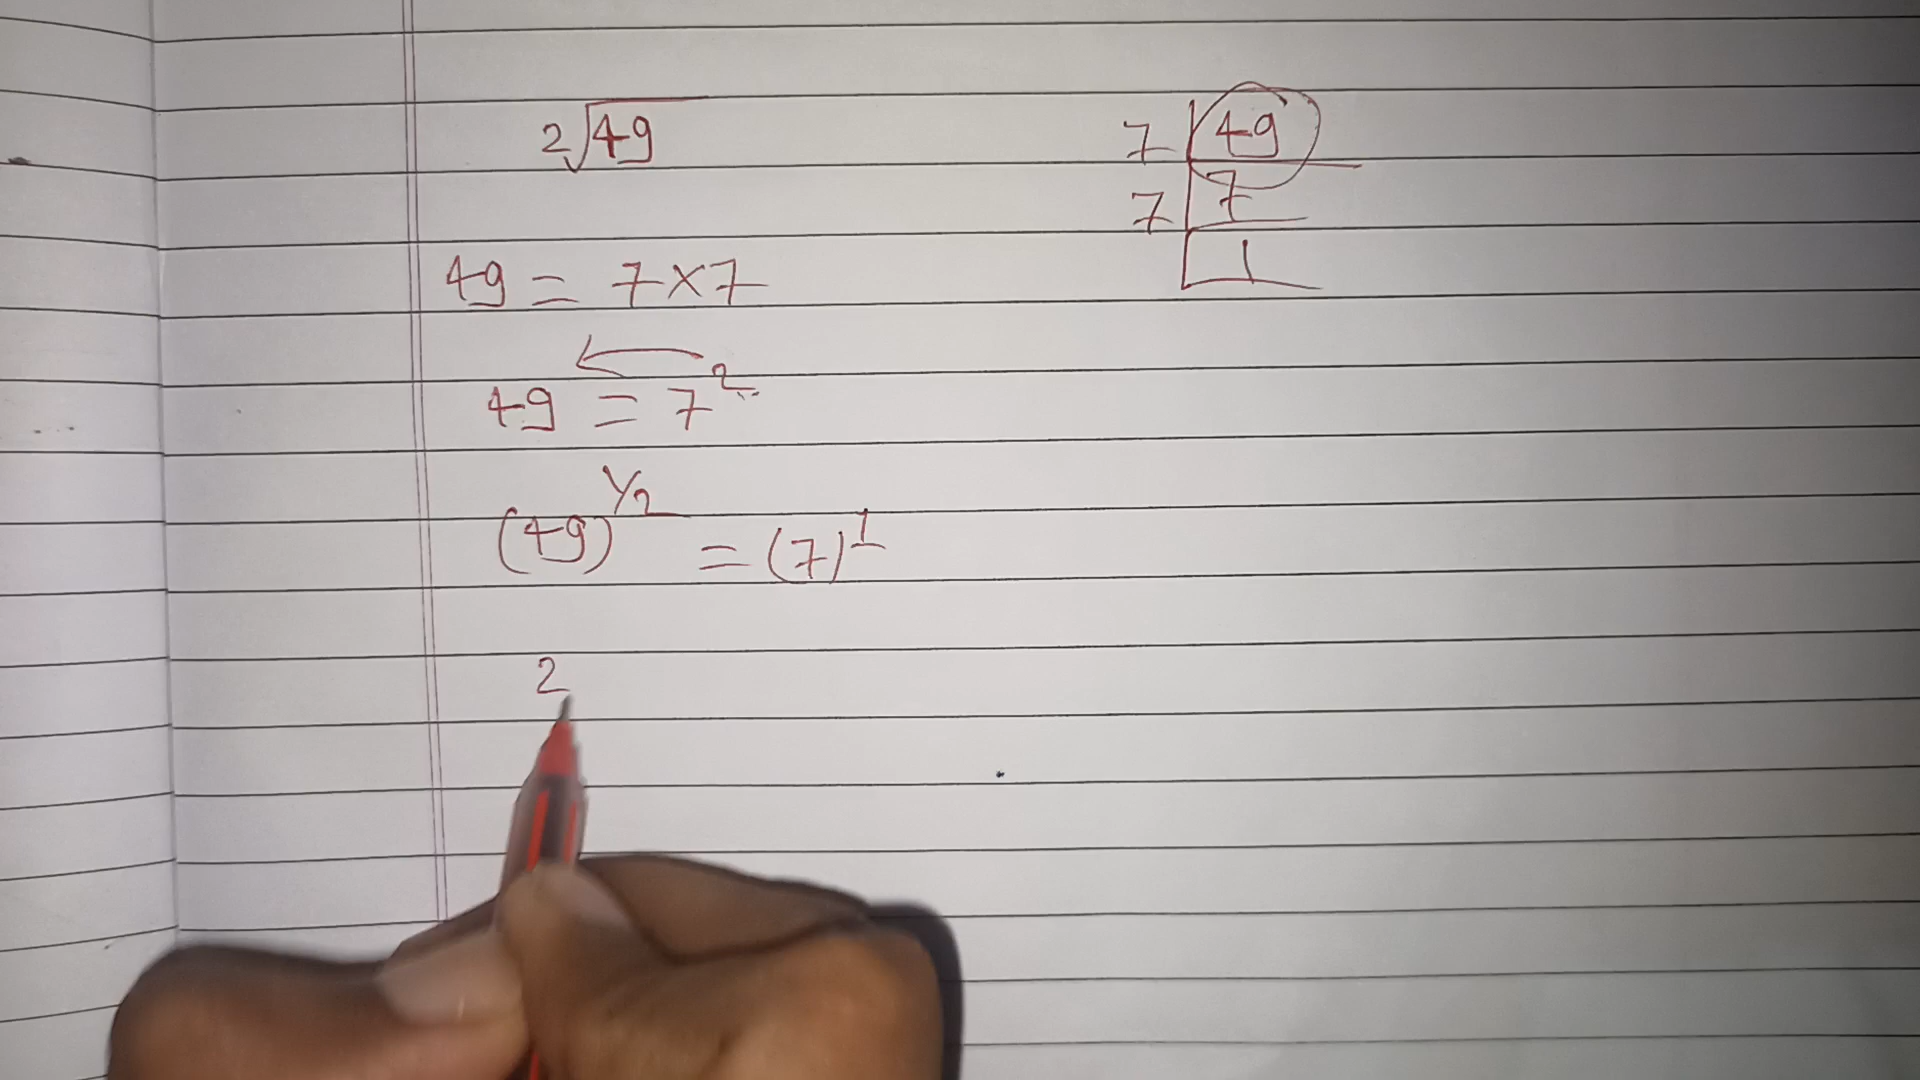 2√49
49 = 7×7
49 = 7²
(49)^1/2 = (7)^1
2
7 | 49
7 | 7
1